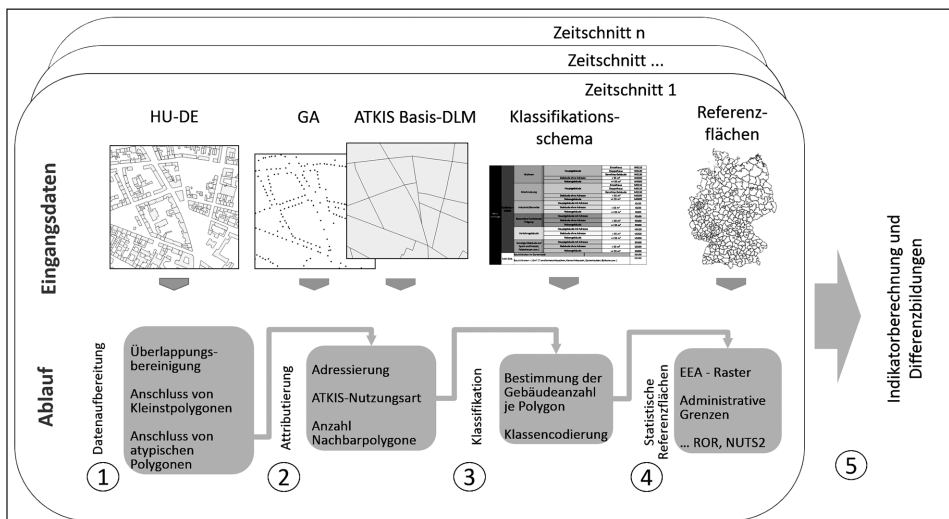 Zeitschnitt n
Zeitschnitt ...
Zeitschnitt 1
HU-DE
GA
ATKIS Basis-DLM
Klassifikations-
schema
Referenz-
flächen
Eingangsdaten
Ablauf
Datenaufbereitung
Überlappungs-
bereinigung
Anschluss von
Kleinstpolygonen
Anschluss von
atypischen
Polygonen
1
Attributierung
Adressierung
ATKIS-Nutzungsart
Anzahl
Nachbarpolygone
2
Klassifikation
Bestimmung der
Gebäudeanzahl
je Polygon
Klassencodierung
3
Statistische
Referenzflächen
EEA - Raster
Administrative
Grenzen
... ROR, NUTS2
4
Indikatorberechnung und
Differenzbildungen
5